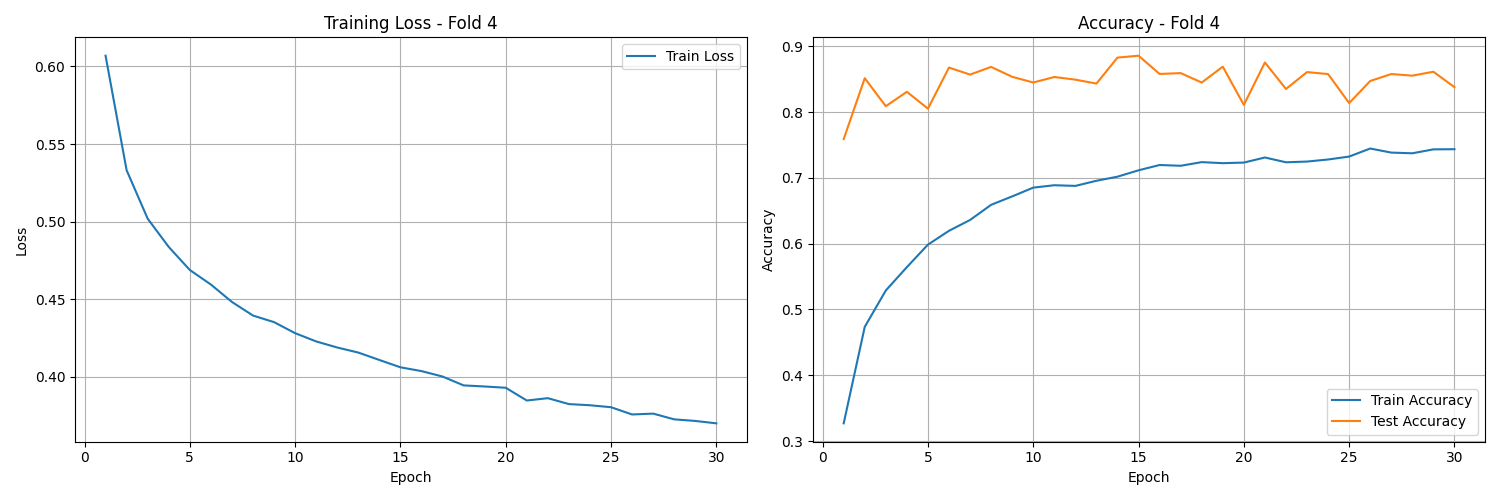 Training Loss - Fold 4
Train Loss
0.60
0.55
0.50
0.45
0.40
Loss
0 5 10 15 20 25 30
Epoch
Accuracy - Fold 4
0.9
0.8
0.7
0.6
0.5
0.4
0.3
Accuracy
Train Accuracy
Test Accuracy
0 5 10 15 20 25 30
Epoch